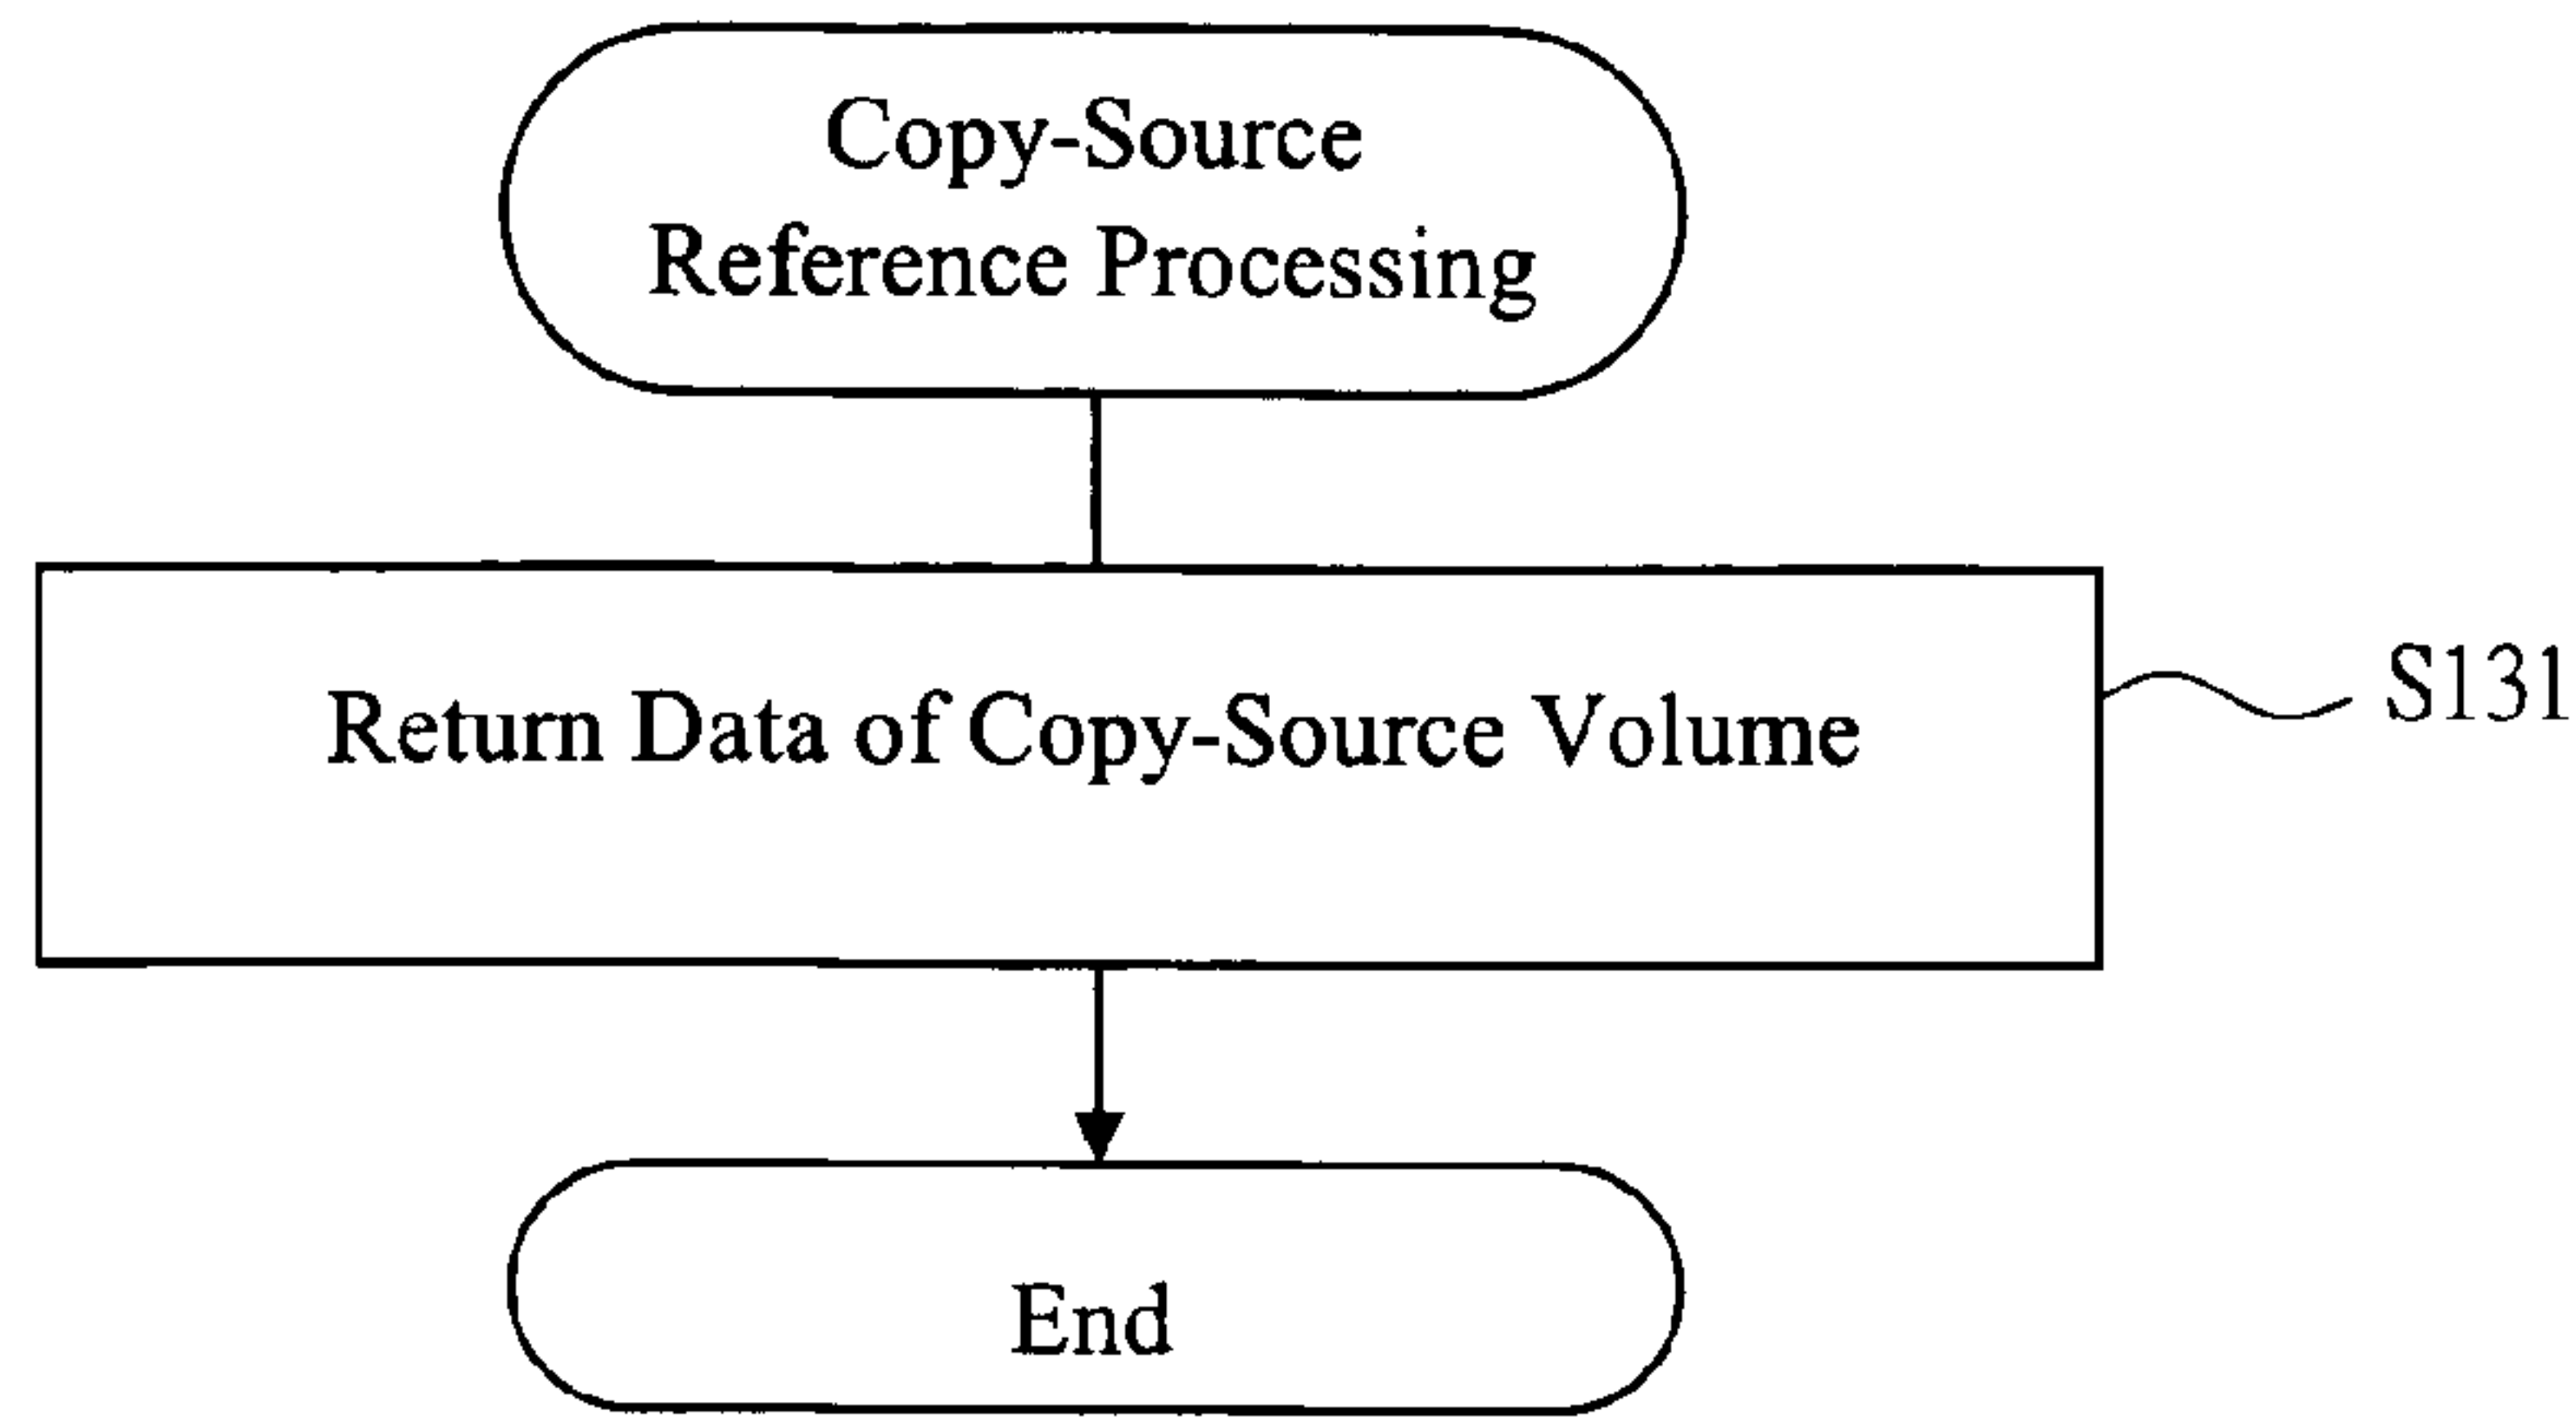 Copy-Source
Reference Processing
Return Data of Copy-Source Volume
S131
End